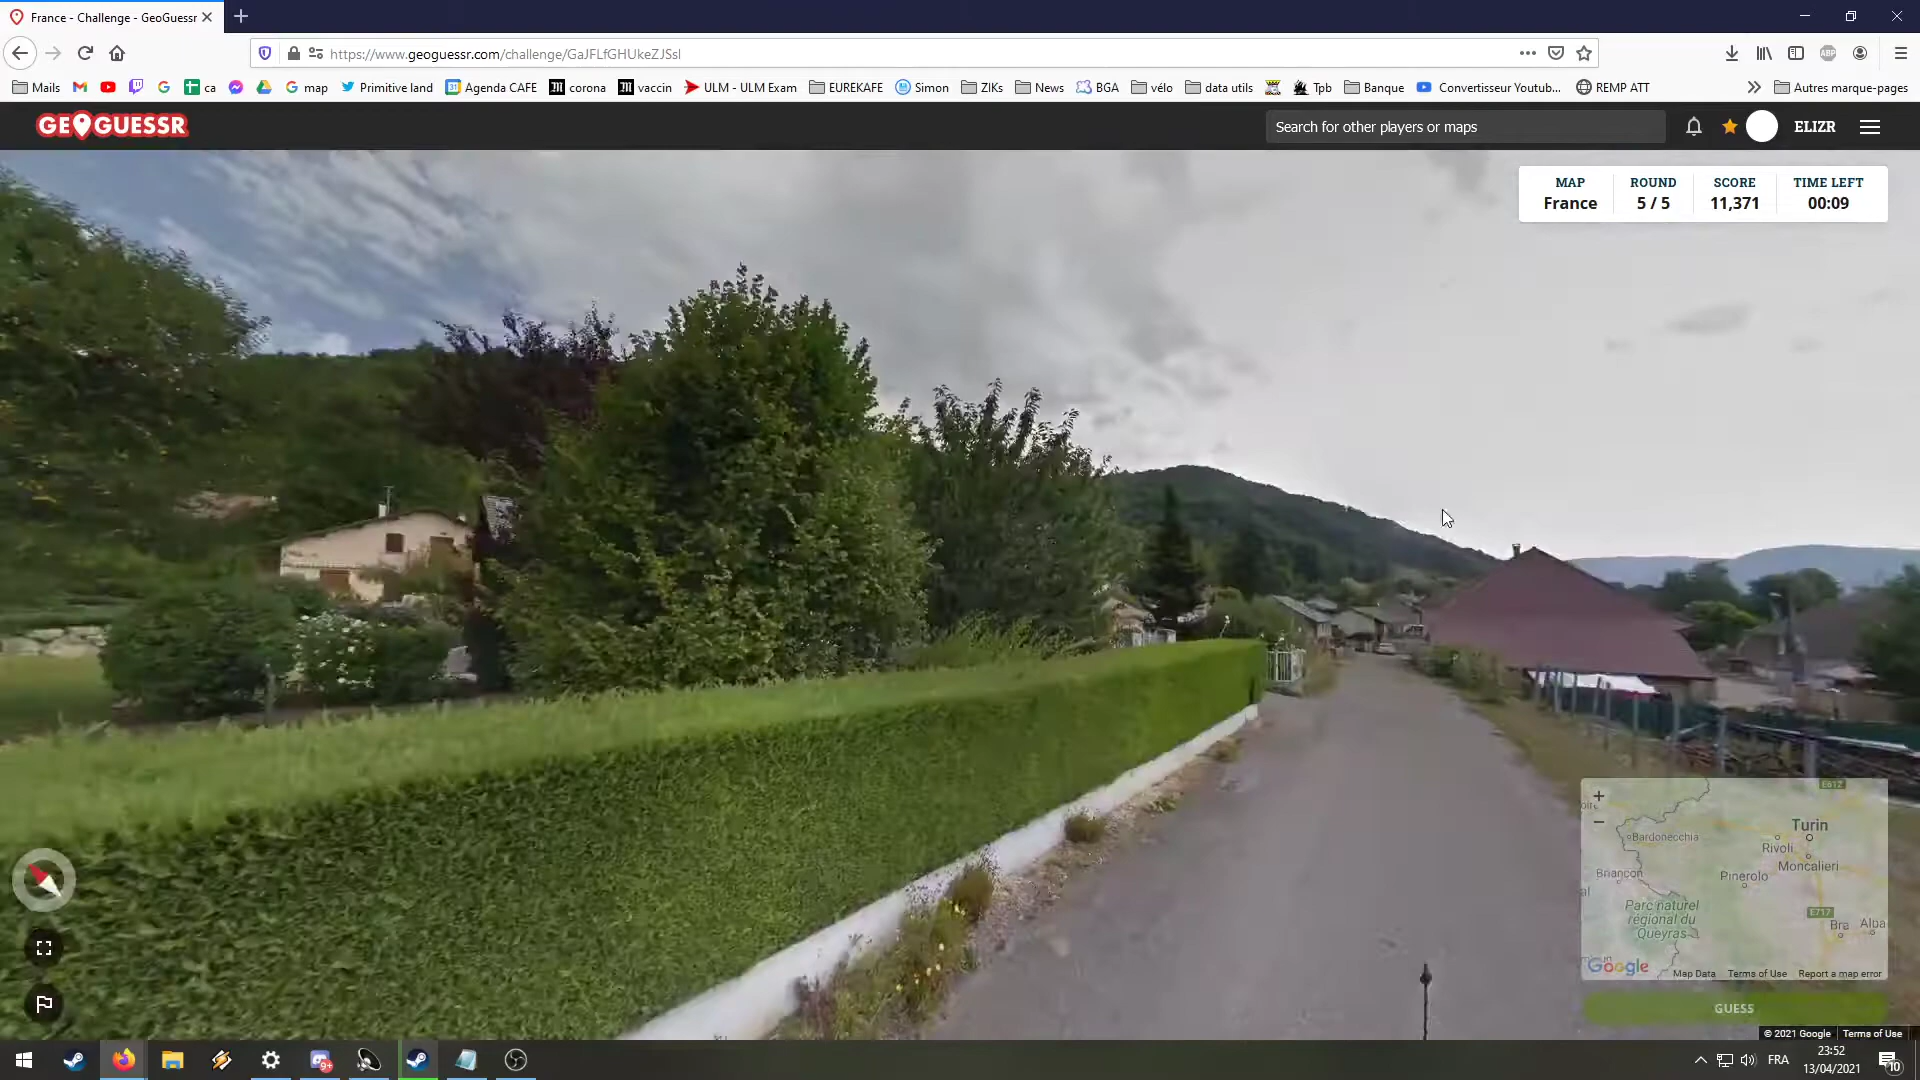 France - Challenge - GeoGuessr
https://www.geoguessr.com/challenge/GaJFLfGHUkeZJSsl
Mails
ca
G map
Primitive land
Agenda CAFE
corona
vaccin
ULM - ULM Exam
EUREKAFE
Simon
ZIKs
News
BGA
vélo
data utils
Tpb
Banque
Convertisseur Youtub...
REMP ATT
Autres marque-pages
GEOGUESSR
Search for other players or maps
ELIZR
MAP ROUND SCORE TIME LEFT
France 5 / 5 11,371 00:09
E612
Turin
Bardonecchia
Rivoli
Moncalieri
Briançon
Pinerolo
Parc naturel
régional du
Queyras
E717
Bra
Alba
Google
Map Data
Terms of Use
Report a map error
GUESS
© 2021 Google
Terms of Use
FRA
23:52
13/04/2021
10